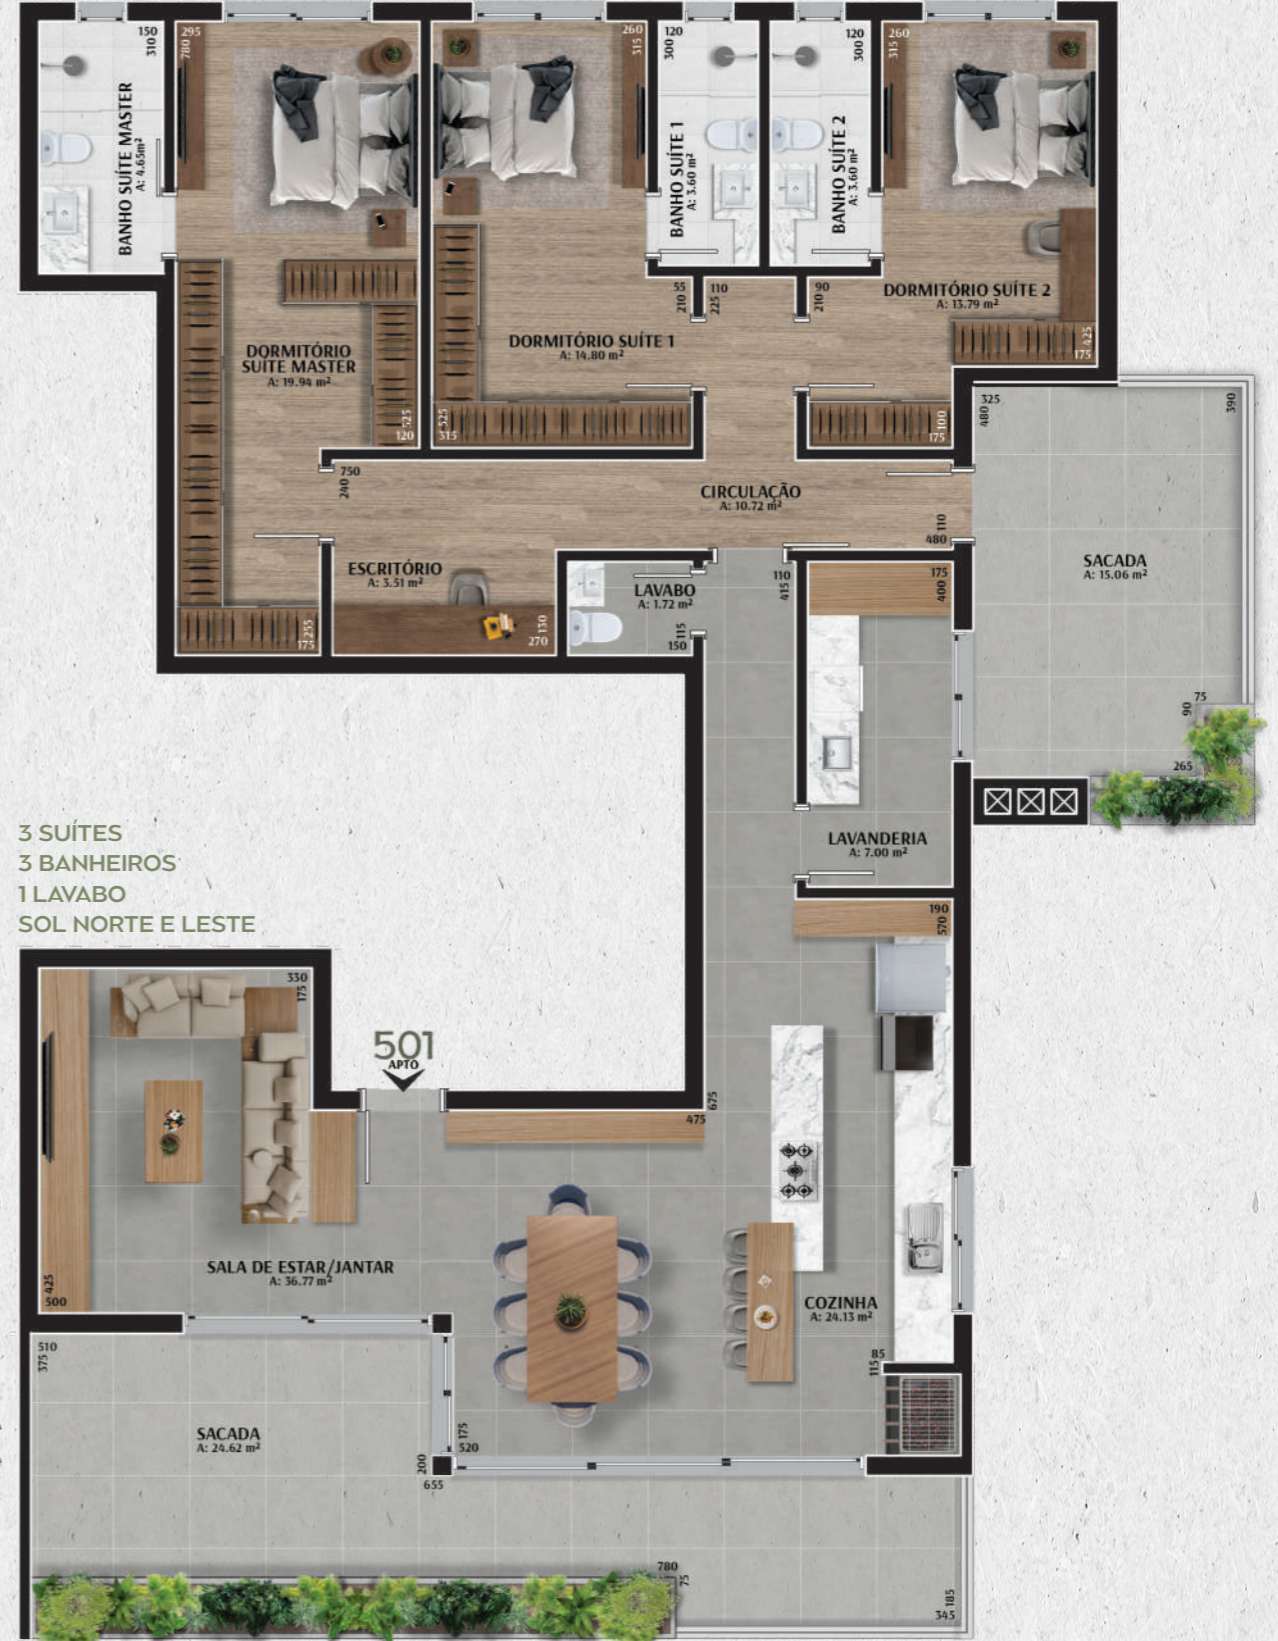 150
310
295
780
260
315
120
300
120
300
260
315
BANHO SUÍTE MASTER
A: 4.65m²
BANHO SUÍTE 1
A: 3.60 m²
BANHO SUÍTE 2
A: 3.60 m²
55
210
110
225
90
210
DORMITÓRIO SUÍTE 2
A: 13.79 m²
DORMITÓRIO SUÍTE 1
A: 14.80 m²
DORMITÓRIO
SUÍTE MASTER
A: 19.94 m²
425
175
525
120
525
315
100
175
325
480
390
750
240
CIRCULAÇÃO
A: 10.72 m²
110
480
ESCRITÓRIO
A: 3.51 m²
LAVABO
A: 1.72 m²
110
415
175
400
SACADA
A: 15.06 m²
255
175
130
270
115
150
75
90
265
3 SUÍTES
3 BANHEIROS
1 LAVABO
SOL NORTE E LESTE
LAVANDERIA
A: 7.00 m²
190
570
330
175
501
APTO
675
475
SALA DE ESTAR/JANTAR
A: 36.77 m²
425
500
COZINHA
A: 24.13 m²
510
375
85
115
SACADA
A: 24.62 m²
175
520
200
655
780
75
185
345